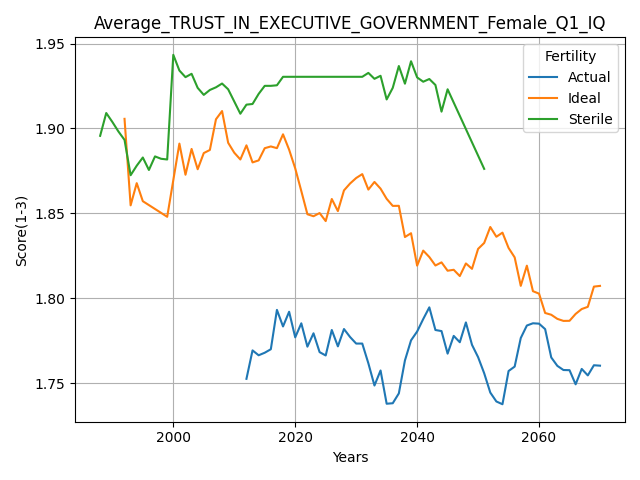 Average_TRUST_IN_EXECUTIVE_GOVERNMENT_Female_Q1_IQ
Fertility
Actual
Ideal
Sterile
Score(1-3)
1.95
1.90
1.85
1.80
1.75
2000 2020 2040 2060
Years